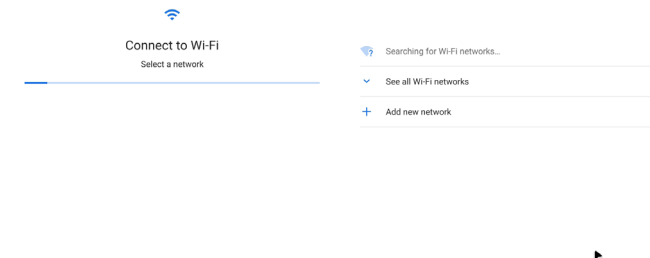 Connect to Wi-Fi
Select a network
Searching for Wi-Fi networks…
See all Wi-Fi networks
Add new network